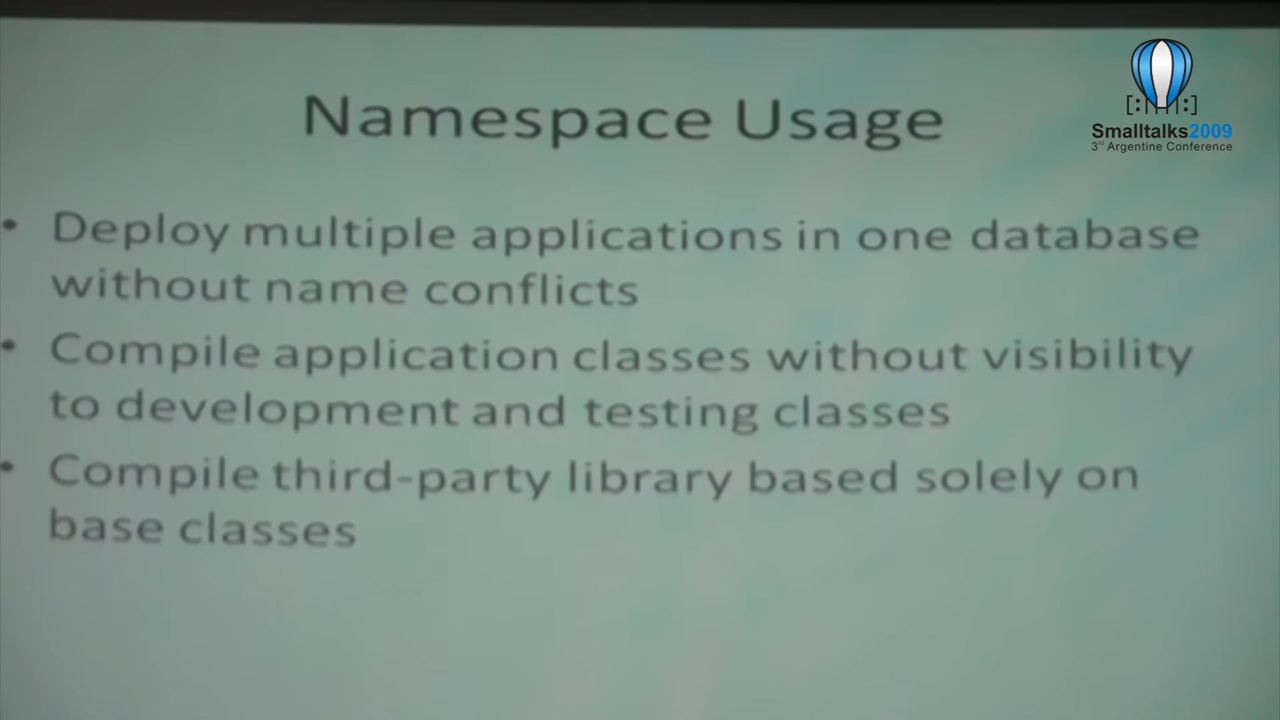 Namespace Usage
[:| | | |:]
Smalltalks2009
3rd Argentine Conference
• Deploy multiple applications in one database
without name conflicts
• Compile application classes without visibility
to development and testing classes
• Compile third-party library based solely on
base classes